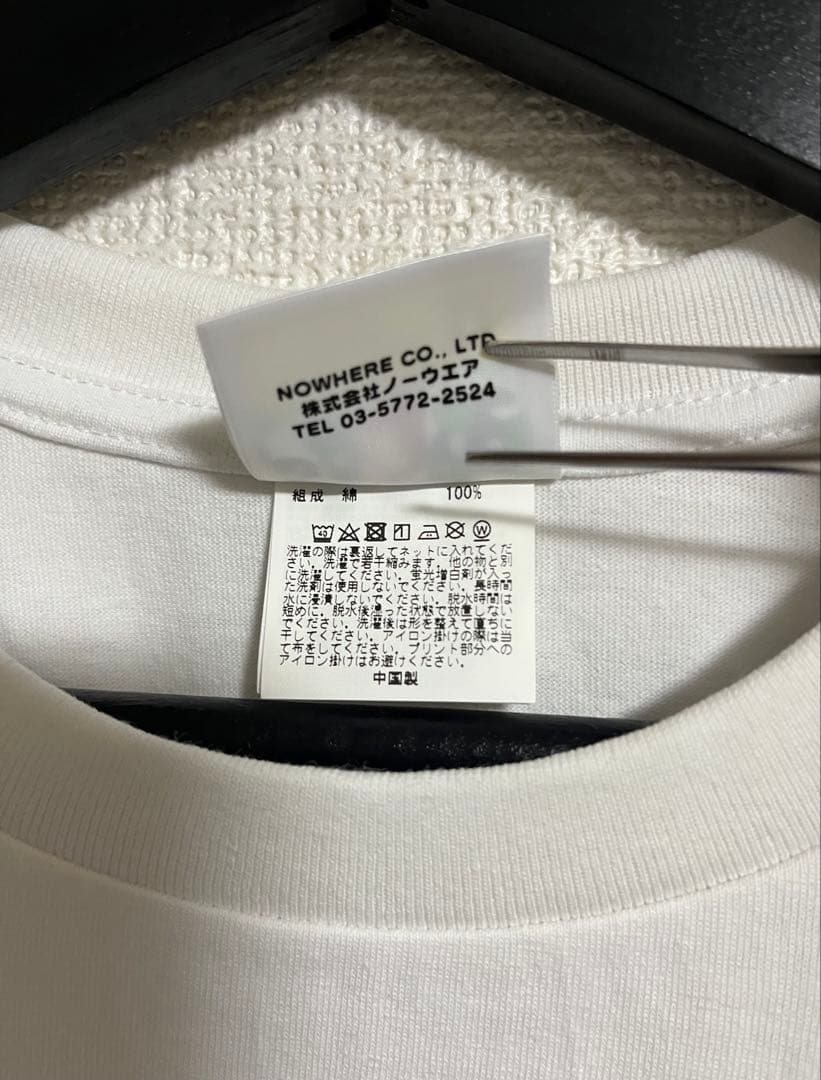 NOWHERE CO., LTD
株式会社ノーウエア
TEL 03-5772-2524
組成 綿 100%
40
W
洗濯の際は裏返してネットに入れてくだ
さい。洗濯で若干縮みます。他の物と別
に洗濯してください。蛍光増白剤が入っ
た洗剤は使用しないでください。長時間
水に浸漬しないでください。脱水時間は
短めに。脱水後湿った状態で放置しない
でください。洗濯後は形を整えて直ちに
干してください。アイロン掛けの際は当
て布をしてください。プリント部分への
アイロン掛けはお避けください。
中国製